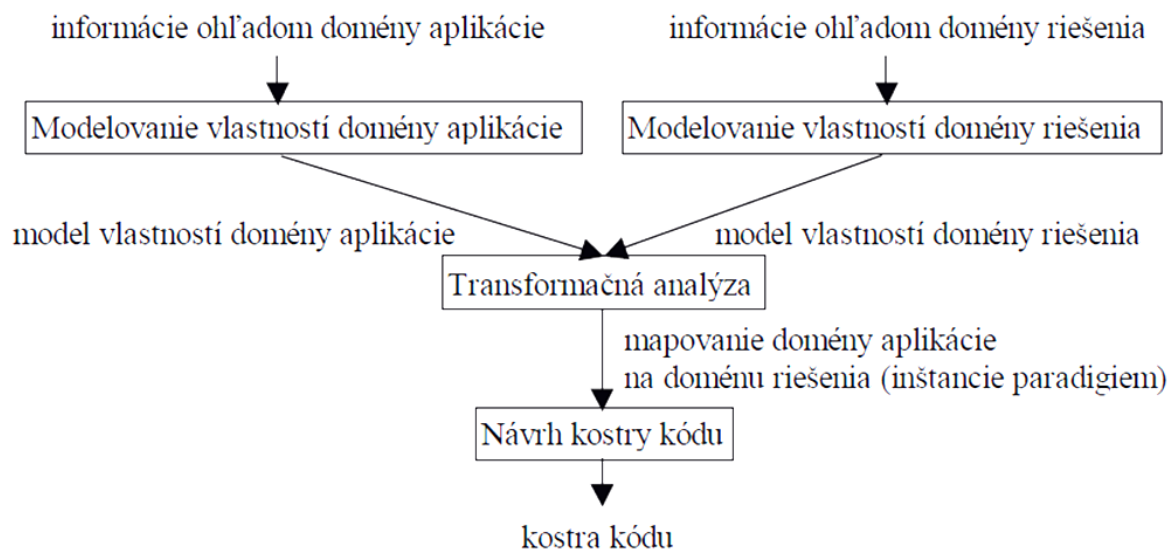 informácie ohľadom domény aplikácie
informácie ohľadom domény riešenia
Modelovanie vlastností domény aplikácie
Modelovanie vlastností domény riešenia
model vlastností domény aplikácie
model vlastností domény riešenia
Transformačná analýza
mapovanie domény aplikácie
na doménu riešenia (inštancie paradigiem)
Návrh kostry kódu
kostra kódu